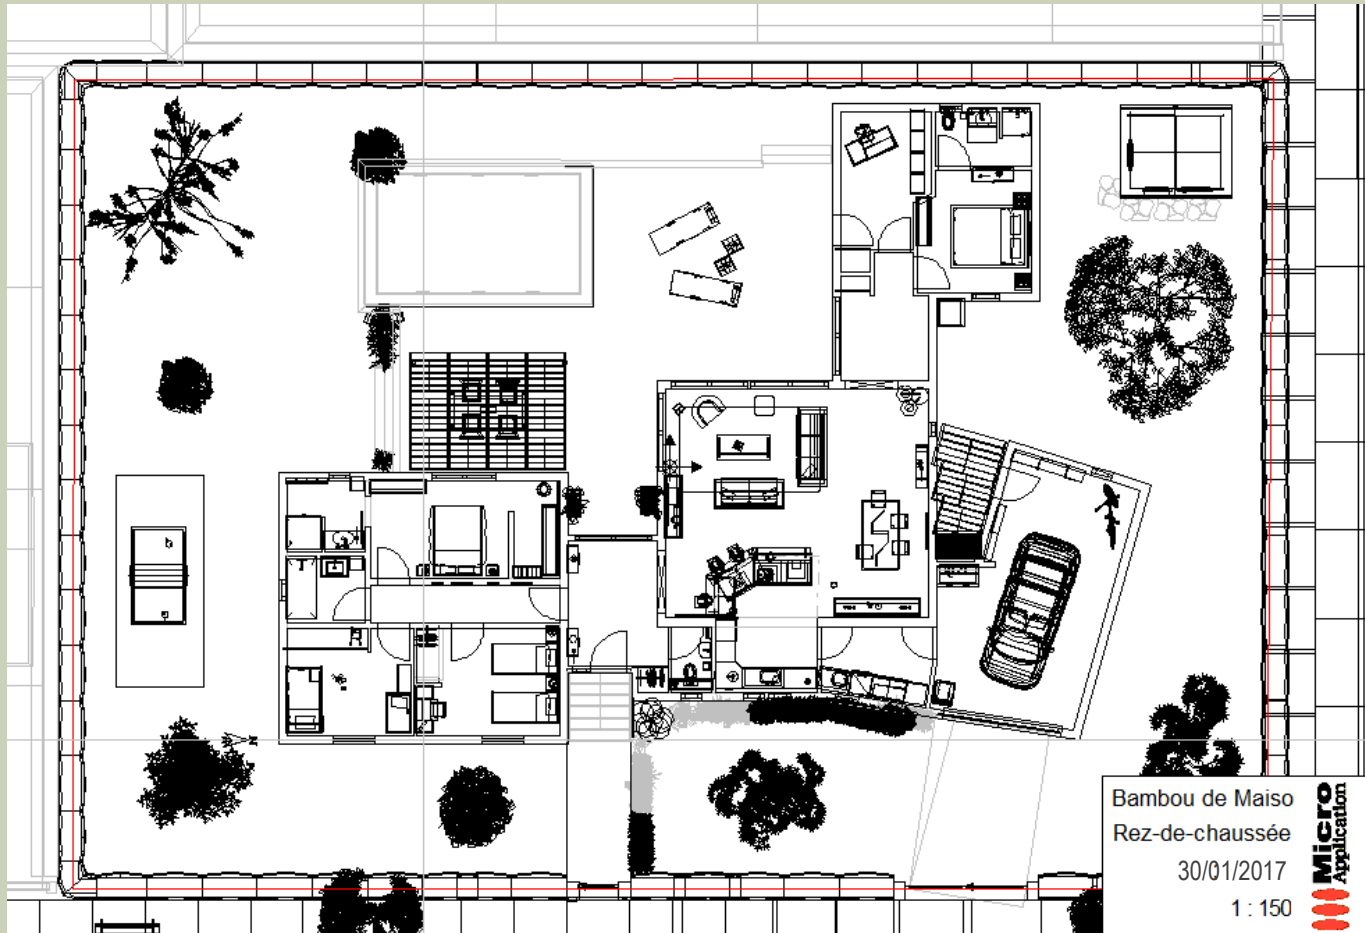 Bambou de Maiso
Rez-de-chaussée
30/01/2017
1 : 150
Micro
Application